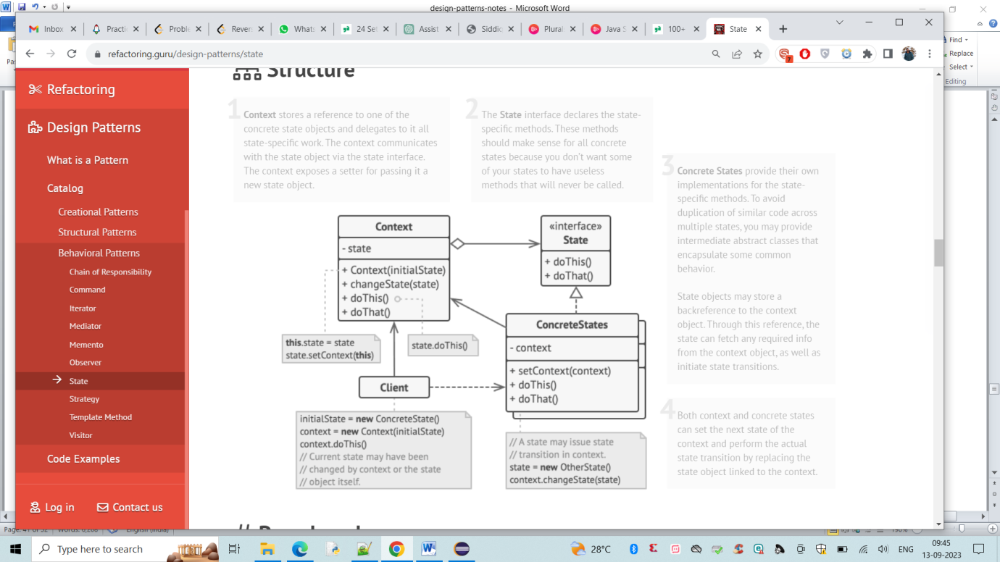 design-patterns-notes - Microsoft Word
Inbox
Practi
Proble
Rever
Whats
24 Set
Assist
Siddiq
Plural
Java S
100+
State
refactoring.guru/design-patterns/state
7
Find
Replace
Select
Editing
Refactoring
Design Patterns
What is a Pattern
Catalog
Creational Patterns
Structural Patterns
Behavioral Patterns
Chain of Responsibility
Command
Iterator
Mediator
Memento
Observer
State
Strategy
Template Method
Visitor
Code Examples
Log in
Contact us
Structure
1
Context stores a reference to one of the
concrete state objects and delegates to it all
state-specific work. The context communicates
with the state object via the state interface.
The context exposes a setter for passing it a
new state object.
2
The State interface declares the state-
specific methods. These methods
should make sense for all concrete
states because you don't want some
of your states to have useless
methods that will never be called.
3
Concrete States provide their own
implementations for the state-
specific methods. To avoid
duplication of similar code across
multiple states, you may provide
intermediate abstract classes that
encapsulate some common
behavior.
State objects may store a
backreference to the context
object. Through this reference, the
state can fetch any required info
from the context object, as well as
initiate state transitions.
4
Both context and concrete states
can set the next state of the
context and perform the actual
state transition by replacing the
state object linked to the context.
Context
- state
+ Context(initialState)
+ changeState(state)
+ doThis()
+ doThat()
«interface»
State
+ doThis()
+ doThat()
this.state = state
state.setContext(this)
state.doThis()
ConcreteStates
- context
+ setContext(context)
+ doThis()
+ doThat()
Client
initialState = new ConcreteState()
context = new Context(initialState)
context.doThis()
// Current state may have been
// changed by context or the state
// object itself.
// A state may issue state
// transition in context.
state = new OtherState()
context.changeState(state)
Type here to search
28°C
ENG
09:45
13-09-2023